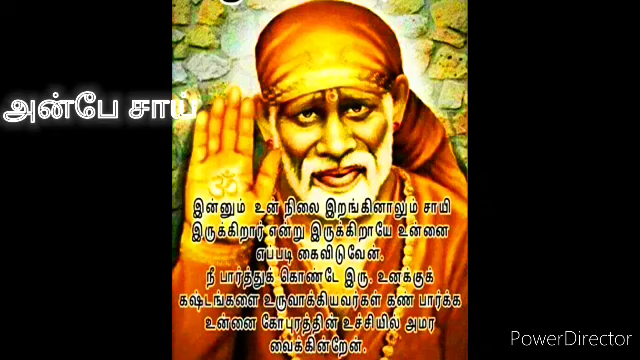 அன்பே சாய்
இன்னும் உன் நிலை இறங்கினாலும் சாயி
இருக்கிறார் என்று இருக்கிறாயே உன்னை
எப்படி கைவிடுவேன்.
நீ பார்த்துக் கொண்டே இரு. உனக்குக்
கஷ்டங்களை உருவாக்கியவர்கள் கண் பார்க்க
உன்னை கோபுரத்தின் உச்சியில் அமர
வைக்கின்றேன்.
PowerDirector